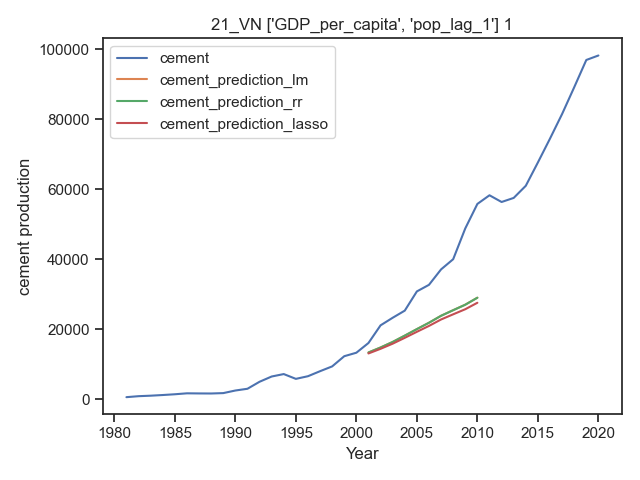 21_VN ['GDP_per_capita', 'pop_lag_1'] 1
cement
cement_prediction_lm
cement_prediction_rr
cement_prediction_lasso
100000
80000
60000
40000
20000
0
cement production
1980 1985 1990 1995 2000 2005 2010 2015 2020
Year